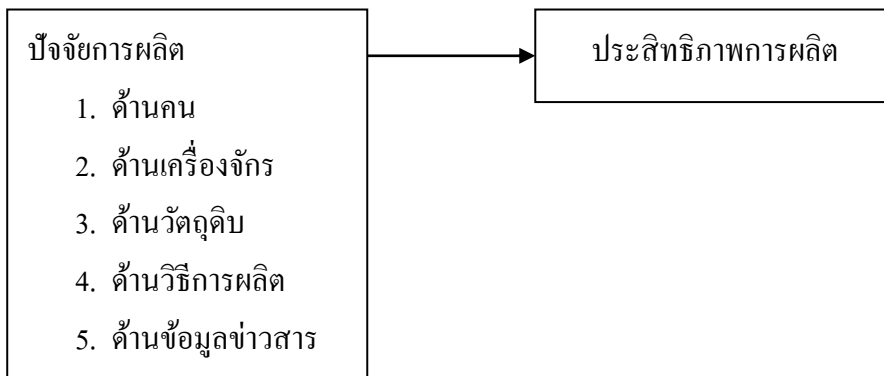 ปัจจัยการผลิต
1. ด้านคน
2. ด้านเครื่องจักร
3. ด้านวัตถุดิบ
4. ด้านวิธีการผลิต
5. ด้านข้อมูลข่าวสาร
ประสิทธิภาพการผลิต